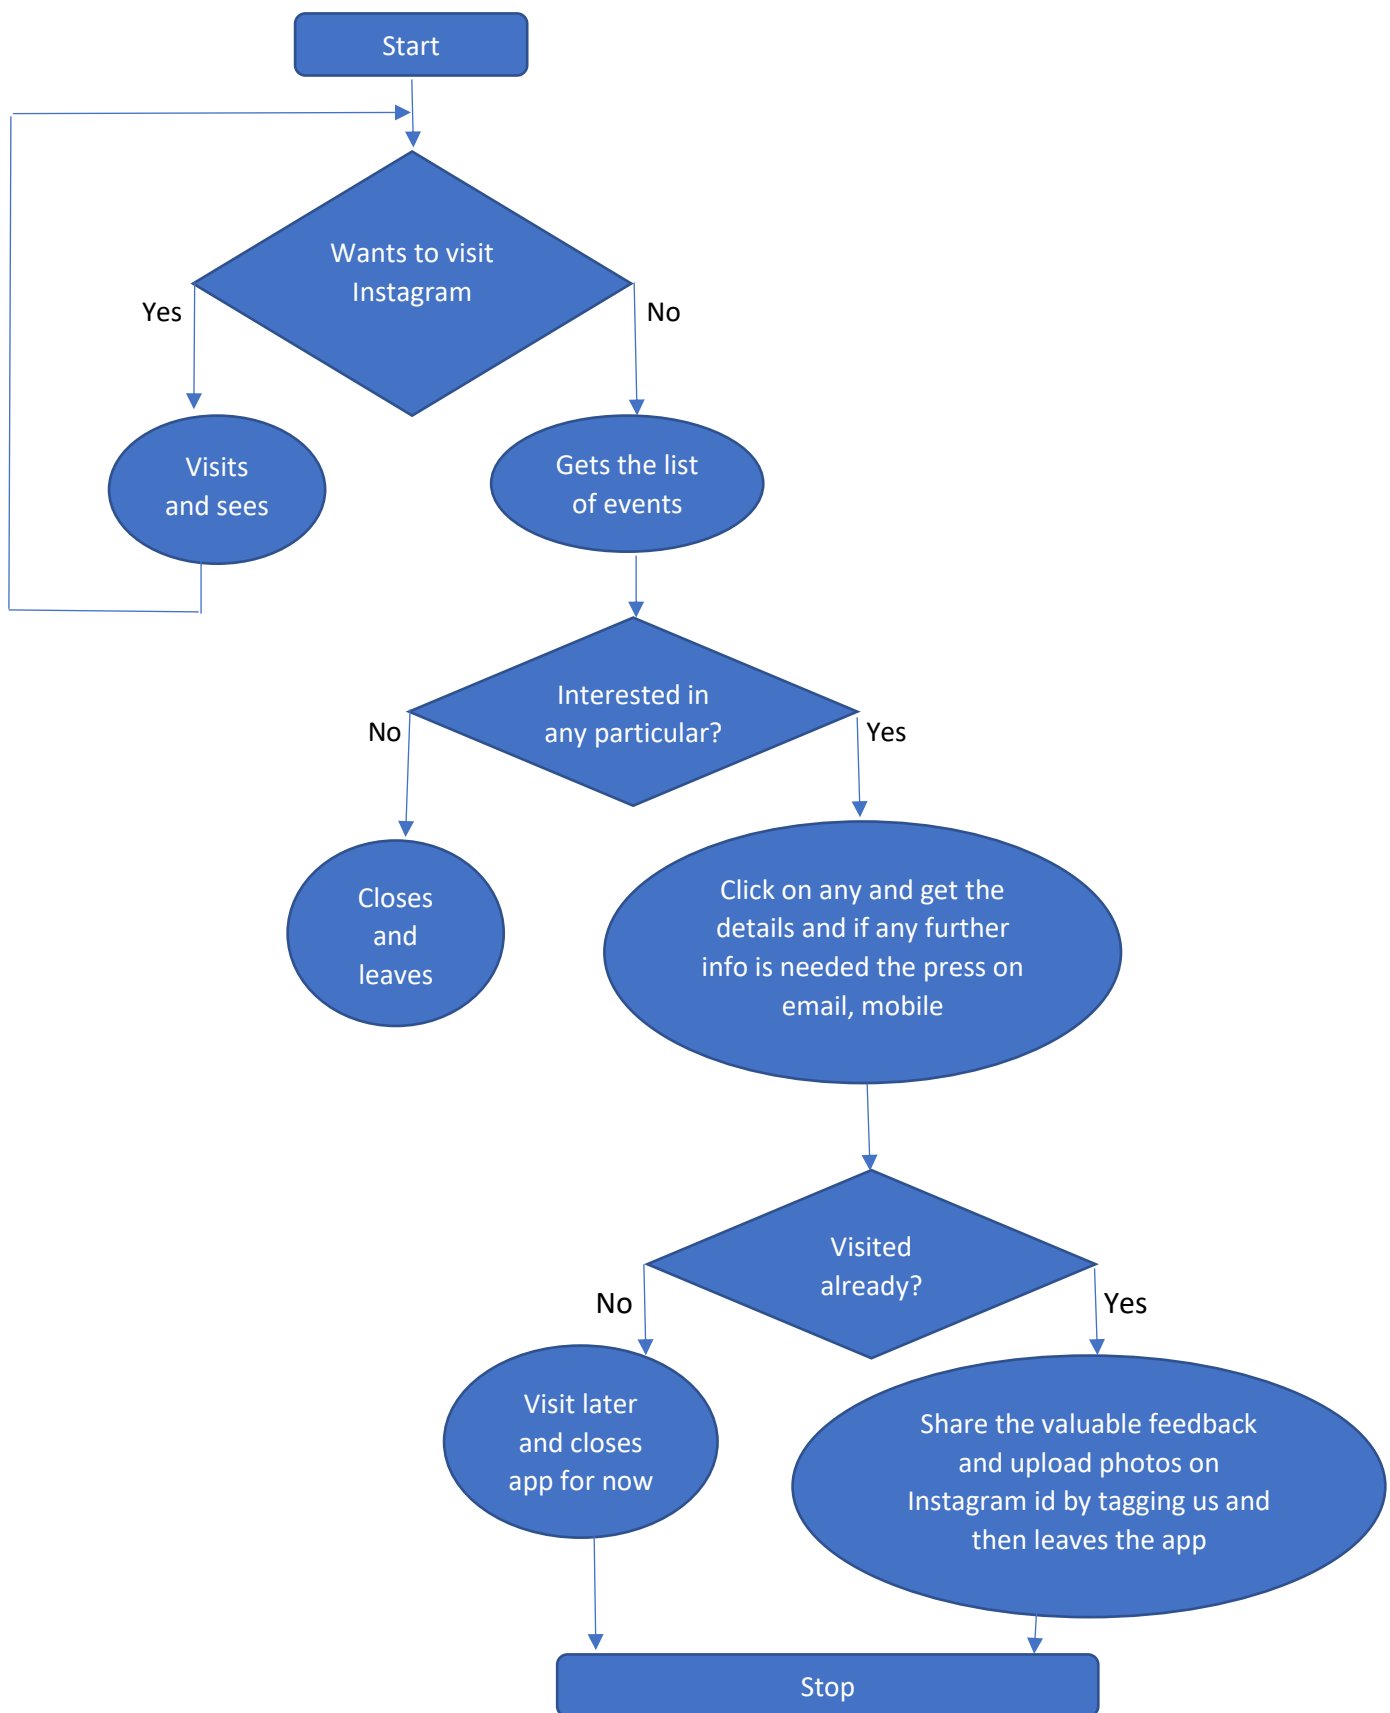 Start
Wants to visit
Instagram
Yes
No
Visits
and sees
Gets the list
of events
Interested in
any particular?
No
Yes
Closes
and
leaves
Click on any and get the
details and if any further
info is needed the press on
email, mobile
Visited
already?
No
Yes
Visit later
and closes
app for now
Share the valuable feedback
and upload photos on
Instagram id by tagging us and
then leaves the app
Stop